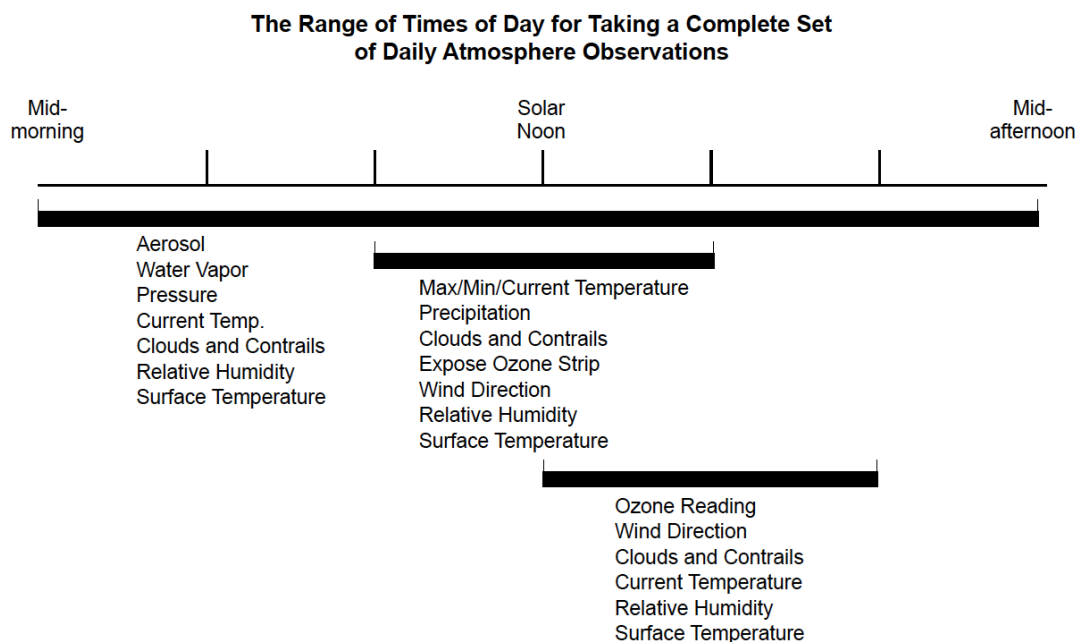 The Range of Times of Day for Taking a Complete Set
of Daily Atmosphere Observations
Mid-
morning
Solar
Noon
Mid-
afternoon
Aerosol
Water Vapor
Pressure
Current Temp.
Clouds and Contrails
Relative Humidity
Surface Temperature
Max/Min/Current Temperature
Precipitation
Clouds and Contrails
Expose Ozone Strip
Wind Direction
Relative Humidity
Surface Temperature
Ozone Reading
Wind Direction
Clouds and Contrails
Current Temperature
Relative Humidity
Surface Temperature